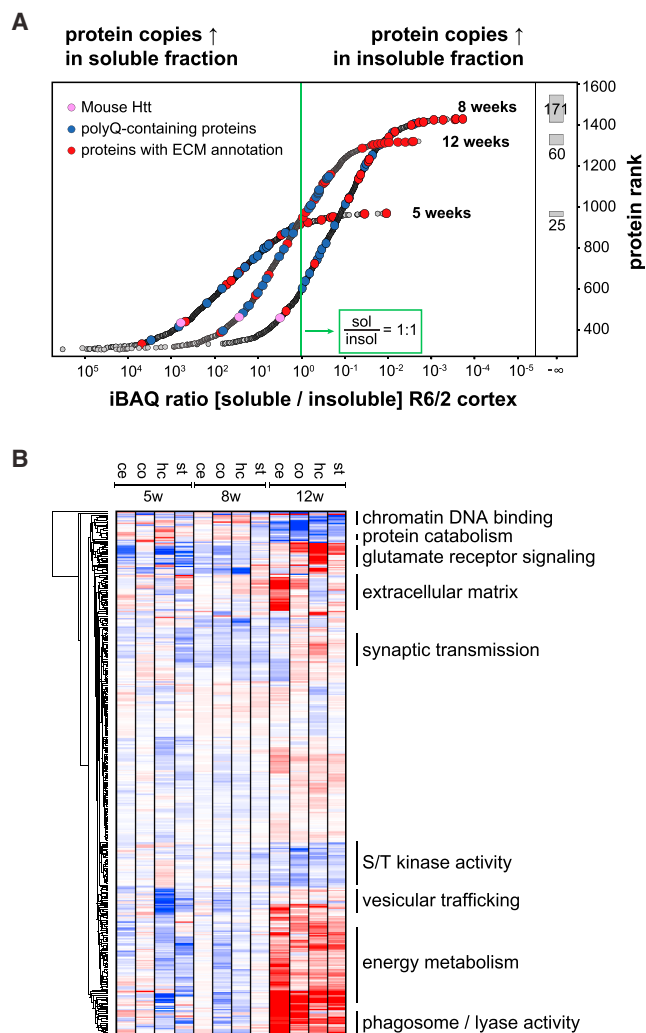 A
protein copies ↑
in soluble fraction
protein copies ↑
in insoluble fraction
Mouse Htt
polyQ-containing proteins
proteins with ECM annotation
8 weeks
12 weeks
5 weeks
171
60
25
1600
1400
1200
1000
800
600
400
protein rank
sol
insol
= 1:1
10⁵ 10⁴ 10³ 10² 10¹ 10⁰ 10⁻¹ 10⁻² 10⁻³ 10⁻⁴ 10⁻⁵ -∞
iBAQ ratio [soluble / insoluble] R6/2 cortex
B
ce co hc st ce co hc st ce co hc st
5w 8w 12w
chromatin DNA binding
protein catabolism
glutamate receptor signaling
extracellular matrix
synaptic transmission
S/T kinase activity
vesicular trafficking
energy metabolism
phagosome / lyase activity